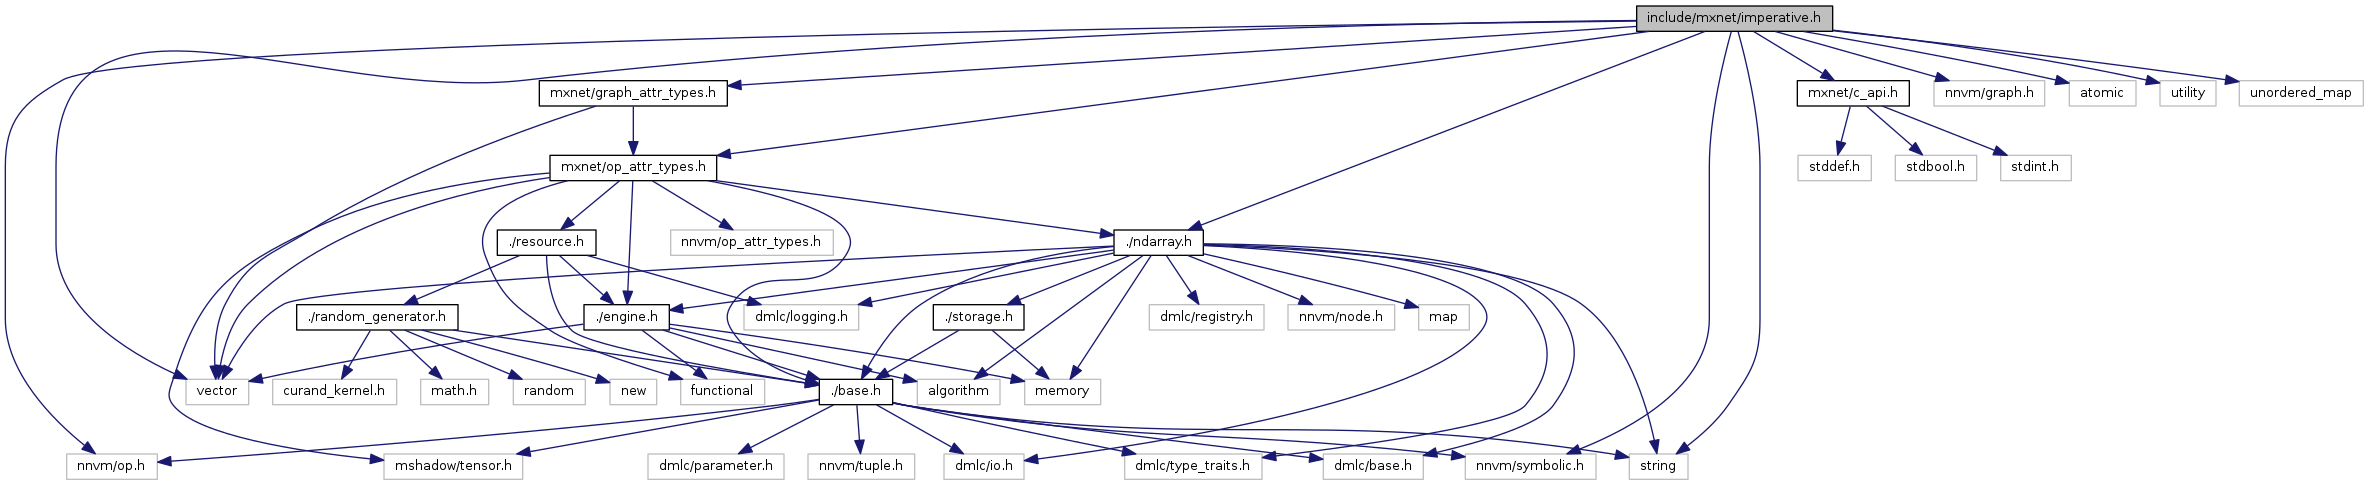 include/mxnet/imperative.h
mxnet/graph_attr_types.h
mxnet/c_api.h
nnvm/graph.h
atomic
utility
unordered_map
mxnet/op_attr_types.h
stddef.h
stdbool.h
stdint.h
./resource.h
nnvm/op_attr_types.h
./ndarray.h
./random_generator.h
./engine.h
dmlc/logging.h
./storage.h
dmlc/registry.h
nnvm/node.h
map
vector
curand_kernel.h
math.h
random
new
functional
./base.h
algorithm
memory
nnvm/op.h
mshadow/tensor.h
dmlc/parameter.h
nnvm/tuple.h
dmlc/io.h
dmlc/type_traits.h
dmlc/base.h
nnvm/symbolic.h
string